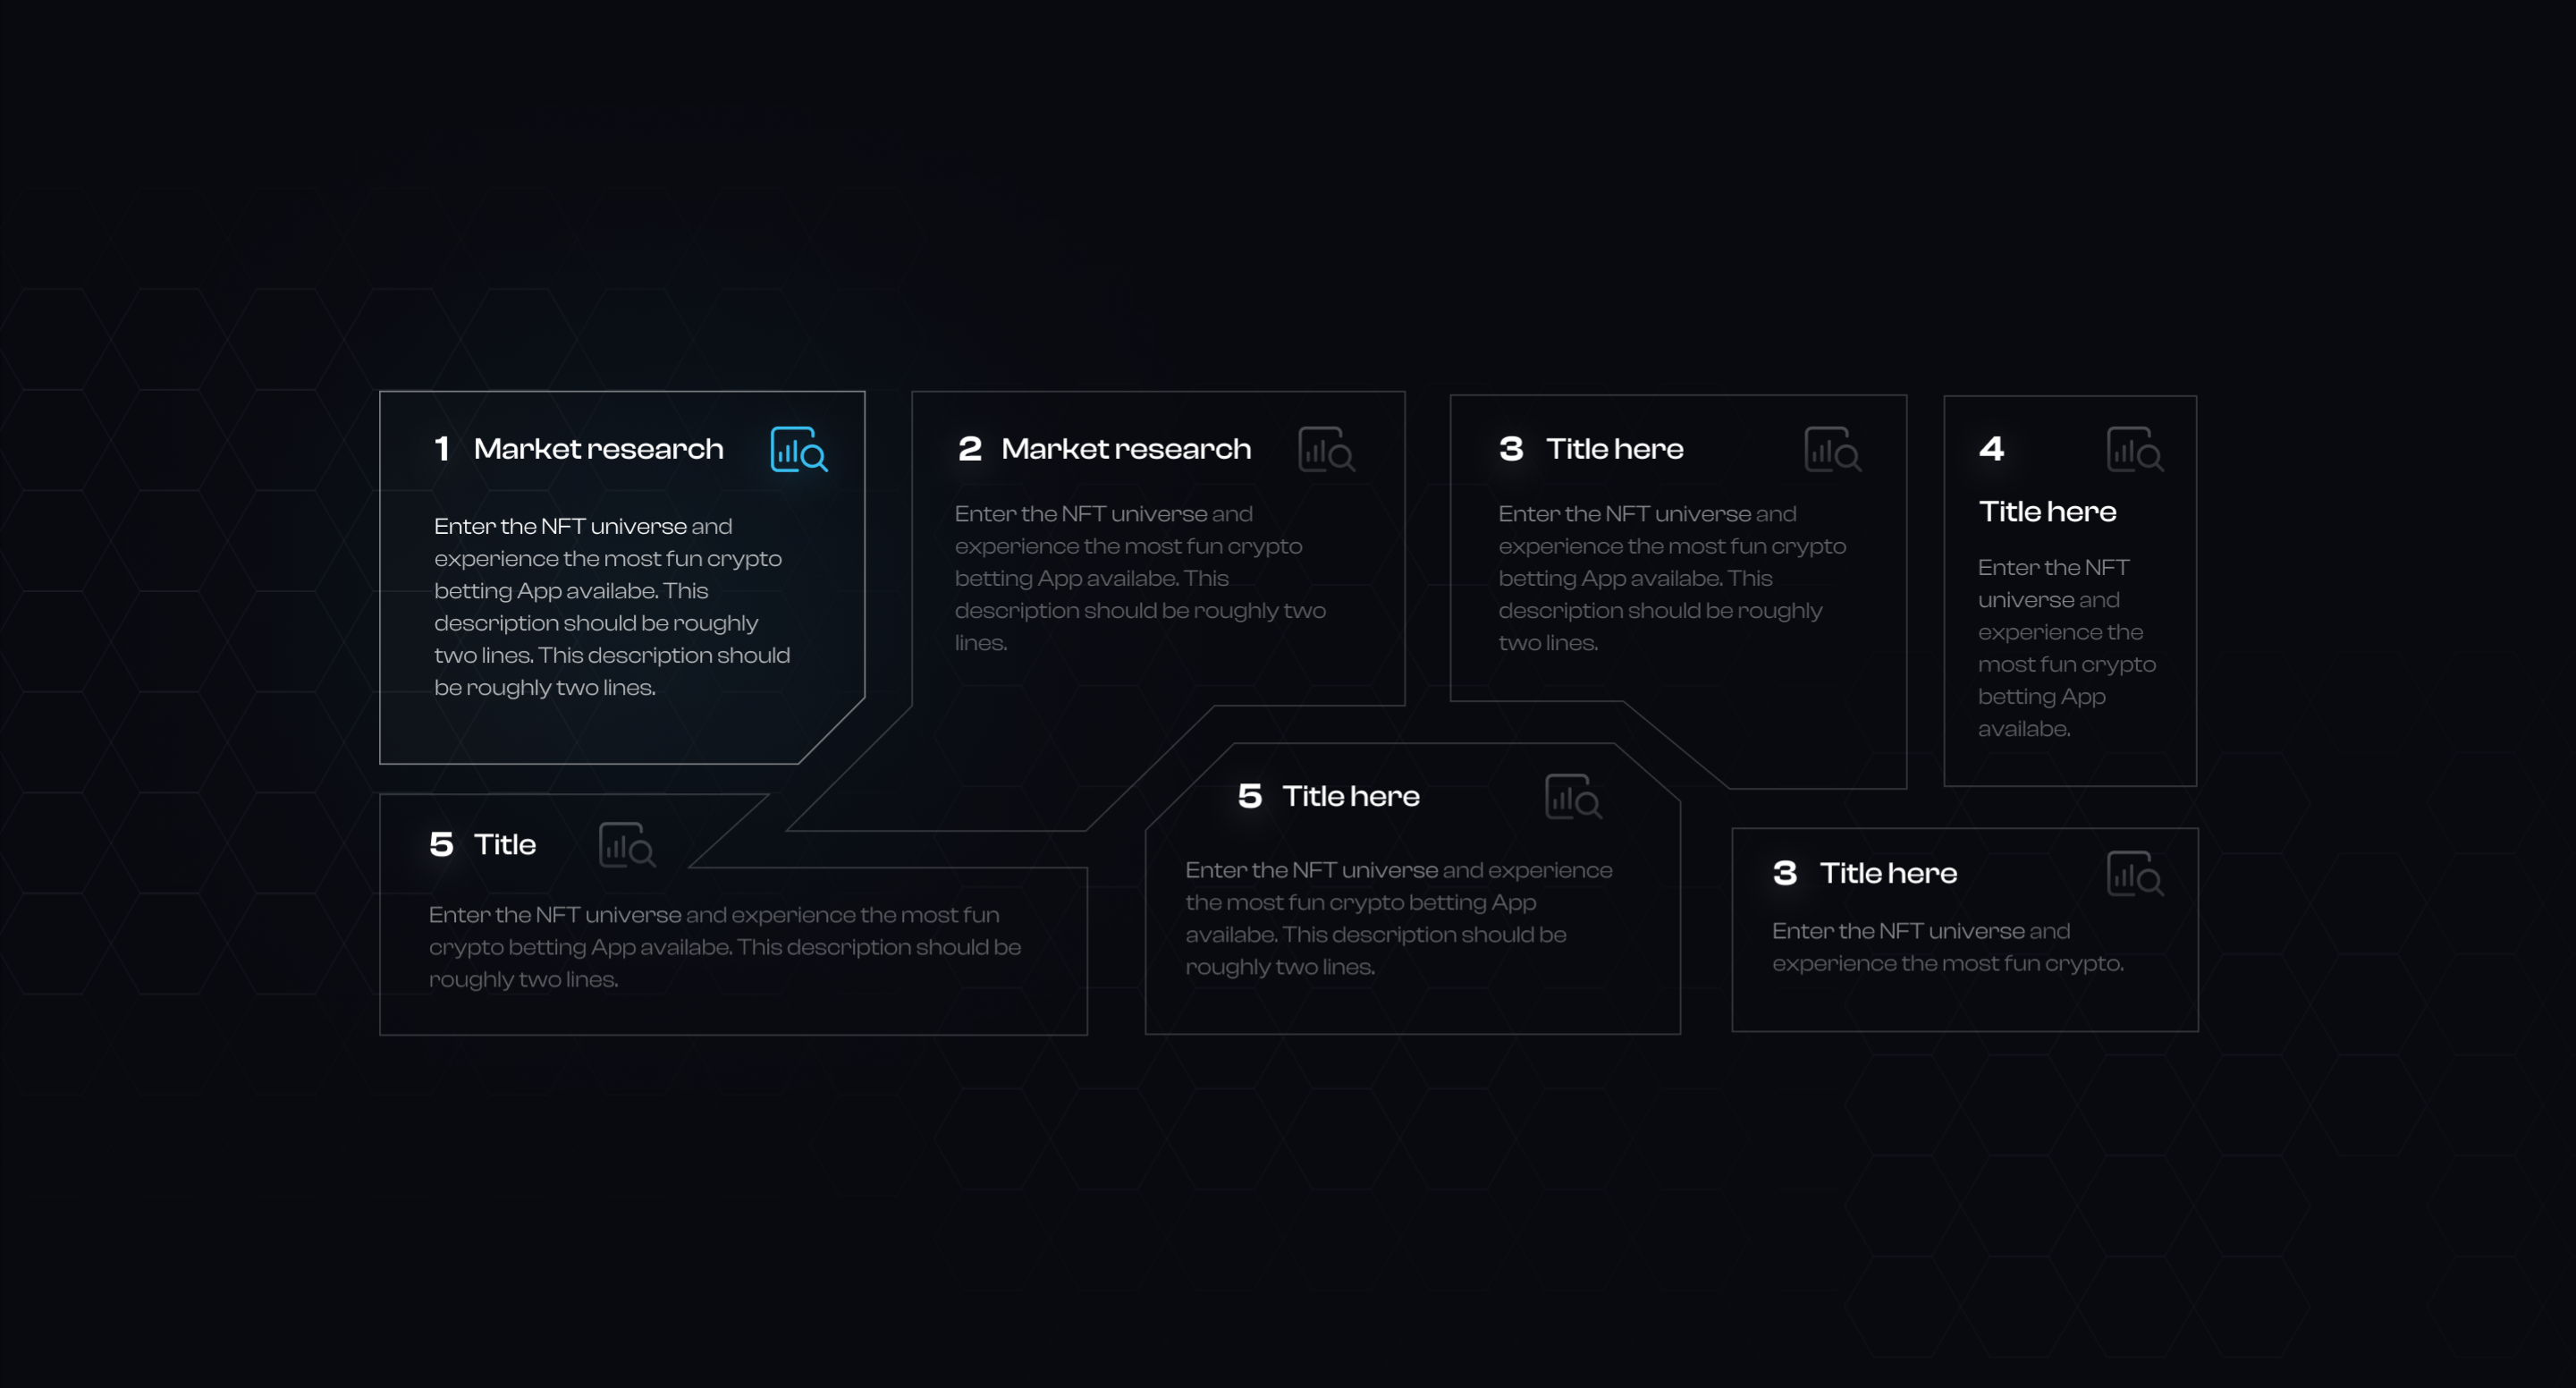 1 Market research
Enter the NFT universe and
experience the most fun crypto
betting App availabe. This
description should be roughly
two lines. This description should
be roughly two lines.
2 Market research
Enter the NFT universe and
experience the most fun crypto
betting App availabe. This
description should be roughly two
lines.
3 Title here
Enter the NFT universe and
experience the most fun crypto
betting App availabe. This
description should be roughly
two lines.
4
Title here
Enter the NFT
universe and
experience the
most fun crypto
betting App
availabe.
5 Title
Enter the NFT universe and experience the most fun
crypto betting App availabe. This description should be
roughly two lines.
5 Title here
Enter the NFT universe and experience
the most fun crypto betting App
availabe. This description should be
roughly two lines.
3 Title here
Enter the NFT universe and
experience the most fun crypto.